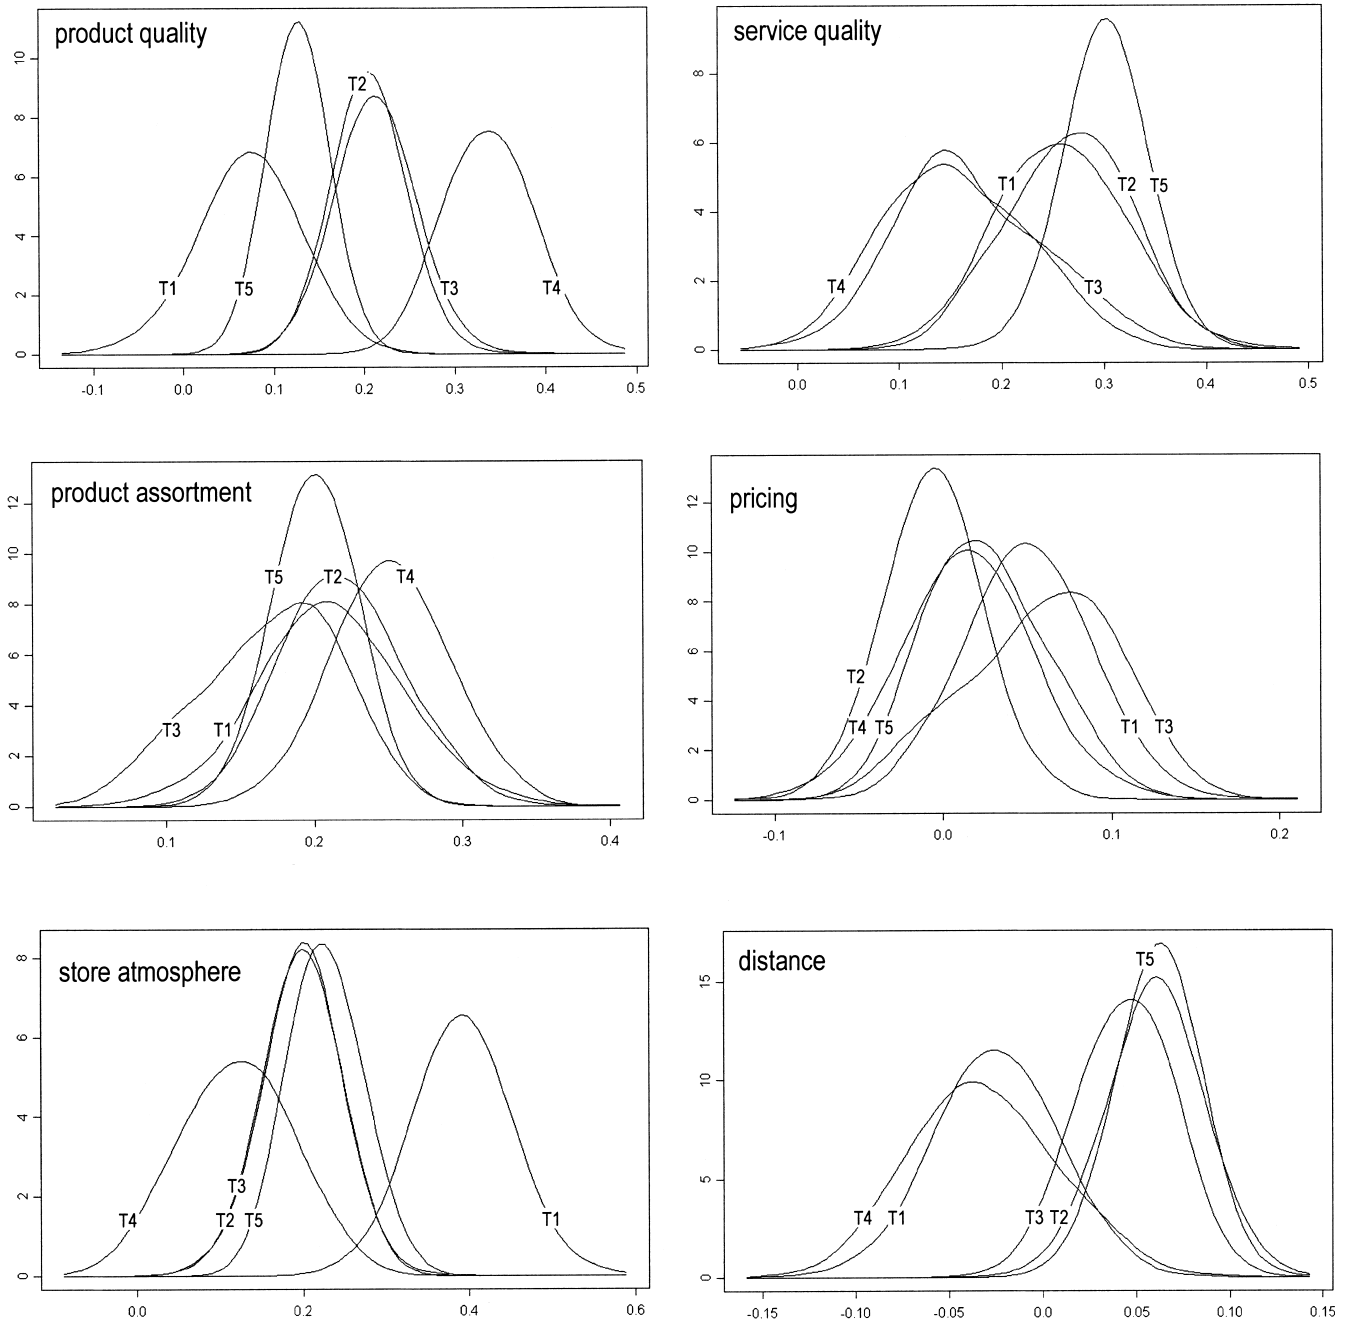 product quality
10
8
6
4
2
0
T2
T1
T5
T3
T4
-0.1
0.0
0.1
0.2
0.3
0.4
0.5
service quality
8
6
4
2
0
T1
T2
T5
T4
T3
0.0
0.1
0.2
0.3
0.4
0.5
product assortment
12
10
8
6
4
2
0
T5
T2
T4
T3
T1
0.1
0.2
0.3
0.4
pricing
12
10
8
6
4
2
0
T2
T4
T5
T1
T3
-0.1
0.0
0.1
0.2
store atmosphere
8
6
4
2
0
T3
T4
T2
T5
T1
0.0
0.2
0.4
0.6
distance
15
10
5
0
T5
T4
T1
T3
T2
-0.15
-0.10
-0.05
0.0
0.05
0.10
0.15